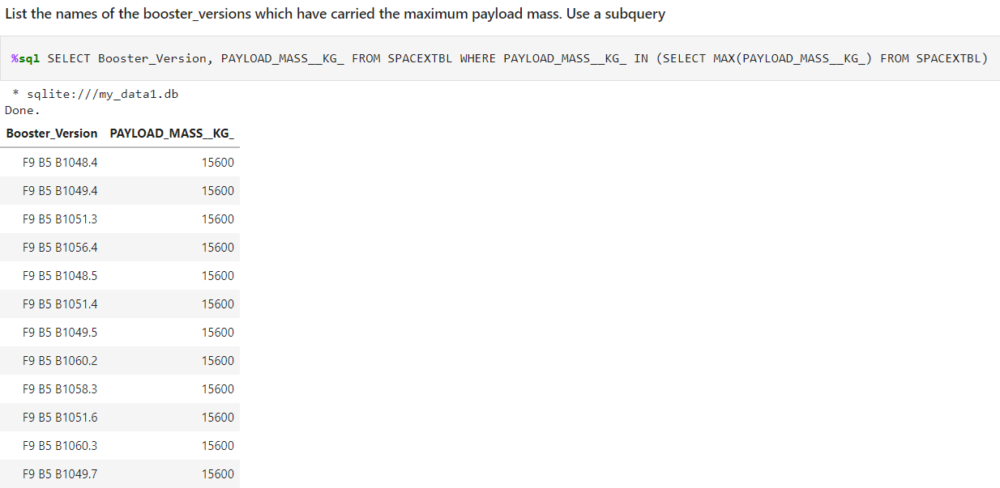 List the names of the booster_versions which have carried the maximum payload mass. Use a subquery
%sql SELECT Booster_Version, PAYLOAD_MASS__KG_ FROM SPACEXTBL WHERE PAYLOAD_MASS__KG_ IN (SELECT MAX(PAYLOAD_MASS__KG_) FROM SPACEXTBL)
* sqlite:///my_data1.db
Done.
Booster_Version PAYLOAD_MASS__KG_
F9 B5 B1048.4 15600
F9 B5 B1049.4 15600
F9 B5 B1051.3 15600
F9 B5 B1056.4 15600
F9 B5 B1048.5 15600
F9 B5 B1051.4 15600
F9 B5 B1049.5 15600
F9 B5 B1060.2 15600
F9 B5 B1058.3 15600
F9 B5 B1051.6 15600
F9 B5 B1060.3 15600
F9 B5 B1049.7 15600